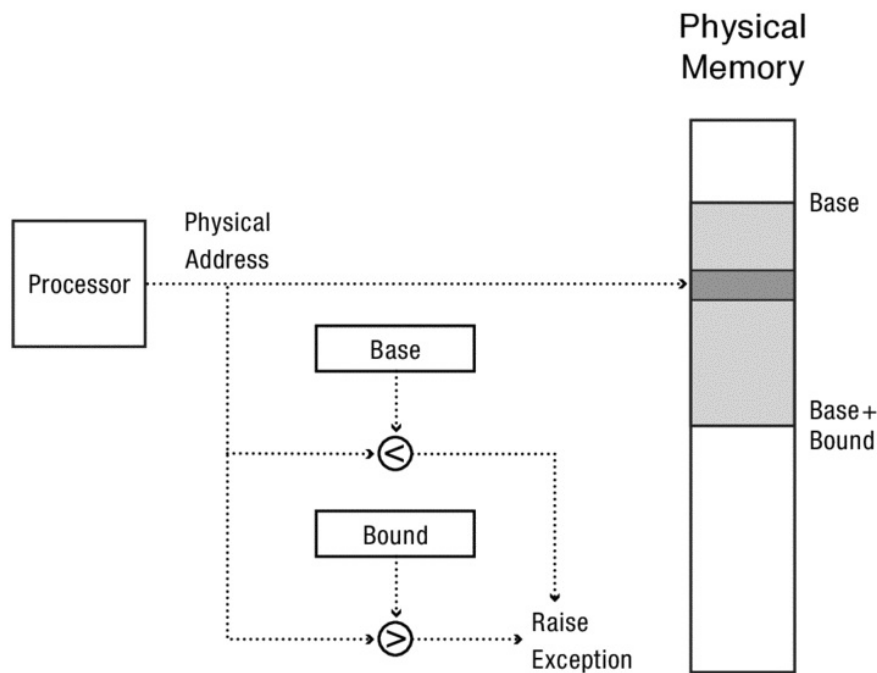 Physical
Memory
Physical
Address
Base
Processor
Base
<
Base +
Bound
Bound
>
Raise
Exception